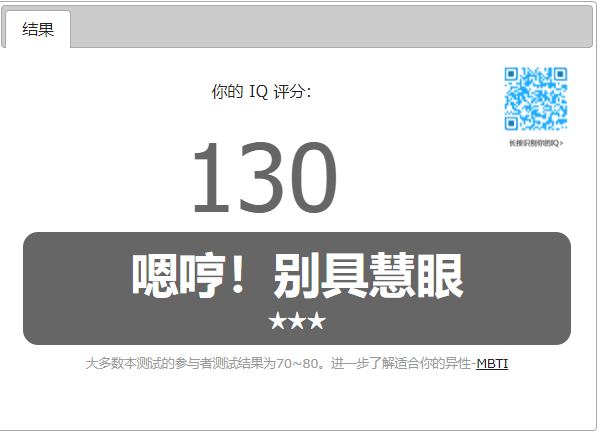 结果
你的 IQ 评分：
长按识别你的IQ>
130
嗯哼！别具慧眼
★★★
大多数本测试的参与者测试结果为70~80。进一步了解适合你的异性-MBTI